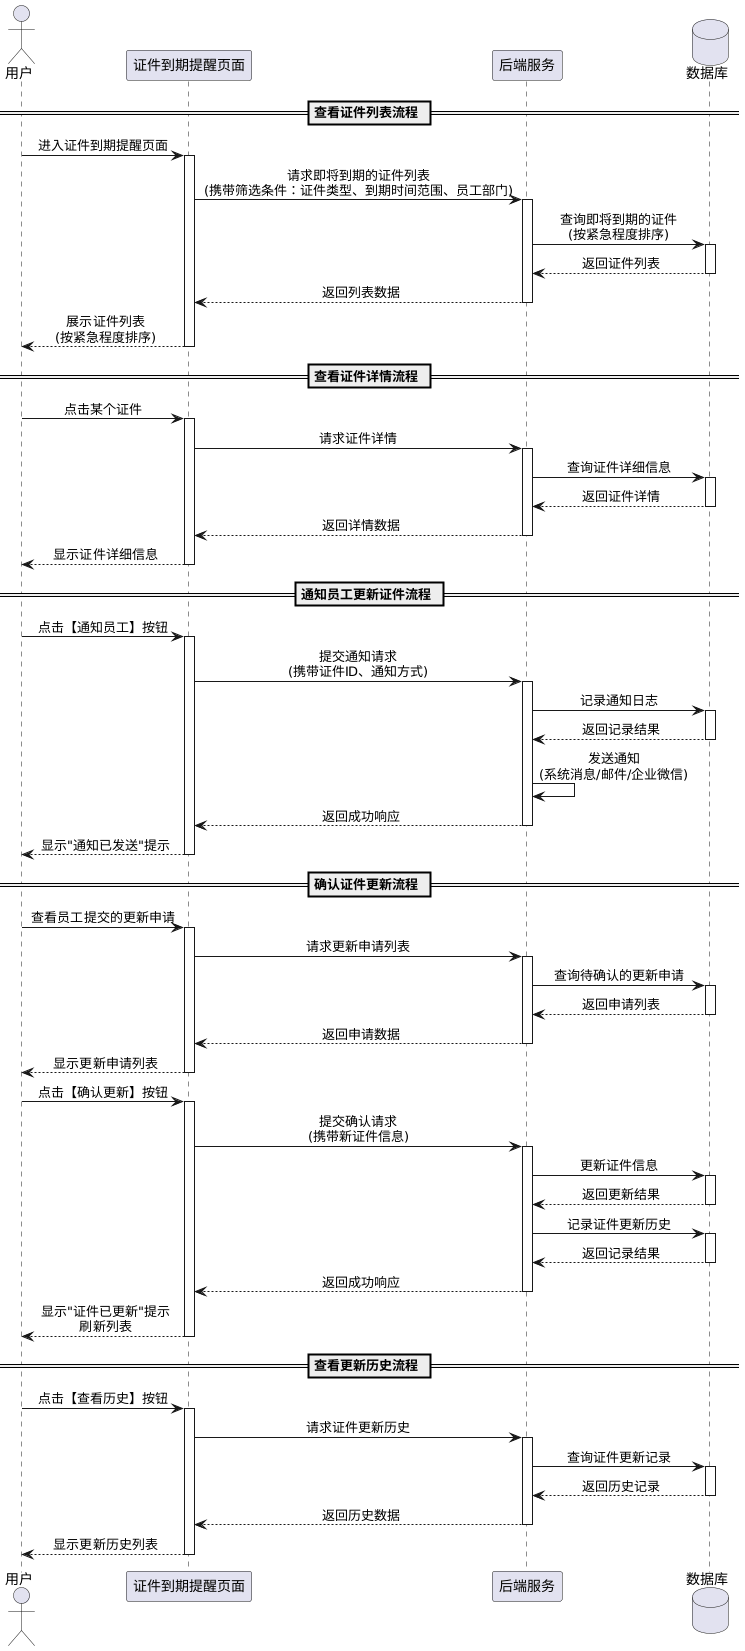 用户
证件到期提醒页面
后端服务
数据库
查看证件列表流程
进入证件到期提醒页面
请求即将到期的证件列表
(携带筛选条件：证件类型、到期时间范围、员工部门)
查询即将到期的证件
(按紧急程度排序)
返回证件列表
返回列表数据
展示证件列表
(按紧急程度排序)
查看证件详情流程
点击某个证件
请求证件详情
查询证件详细信息
返回证件详情
返回详情数据
显示证件详细信息
通知员工更新证件流程
点击【通知员工】按钮
提交通知请求
(携带证件ID、通知方式)
记录通知日志
返回记录结果
发送通知
(系统消息/邮件/企业微信)
返回成功响应
显示"通知已发送"提示
确认证件更新流程
查看员工提交的更新申请
请求更新申请列表
查询待确认的更新申请
返回申请列表
返回申请数据
显示更新申请列表
点击【确认更新】按钮
提交确认请求
(携带新证件信息)
更新证件信息
返回更新结果
记录证件更新历史
返回记录结果
返回成功响应
显示"证件已更新"提示
刷新列表
查看更新历史流程
点击【查看历史】按钮
请求证件更新历史
查询证件更新记录
返回历史记录
返回历史数据
显示更新历史列表
用户
证件到期提醒页面
后端服务
数据库